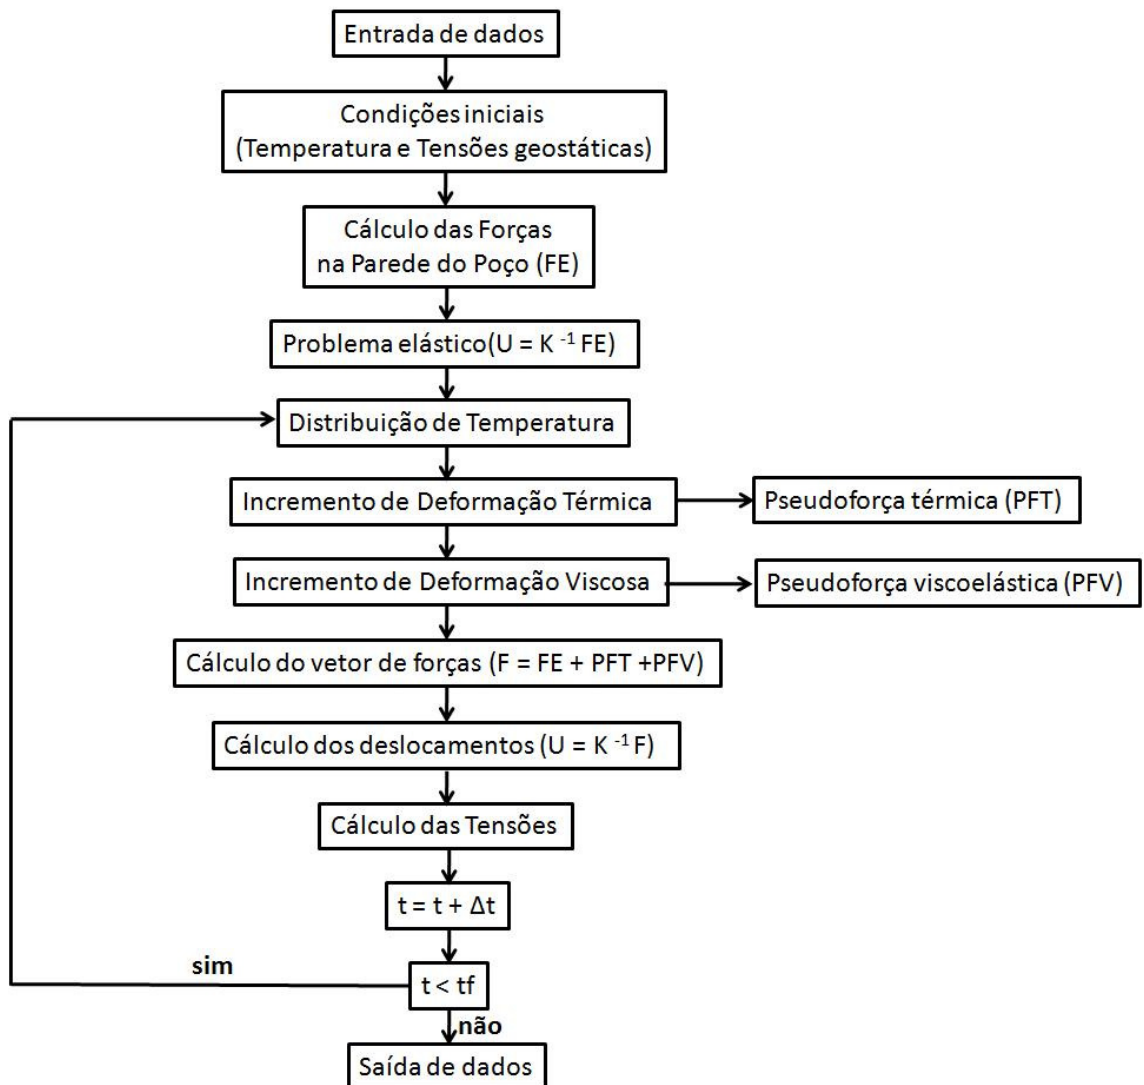 Entrada de dados
Condições iniciais
(Temperatura e Tensões geostáticas)
Cálculo das Forças
na Parede do Poço (FE)
Problema elástico(U = K ⁻¹ FE)
Distribuição de Temperatura
Incremento de Deformação Térmica
Pseudoforça térmica (PFT)
Incremento de Deformação Viscosa
Pseudoforça viscoelástica (PFV)
Cálculo do vetor de forças (F = FE + PFT +PFV)
Cálculo dos deslocamentos (U = K ⁻¹ F)
Cálculo das Tensões
t = t + Δt
sim
t < tf
não
Saída de dados